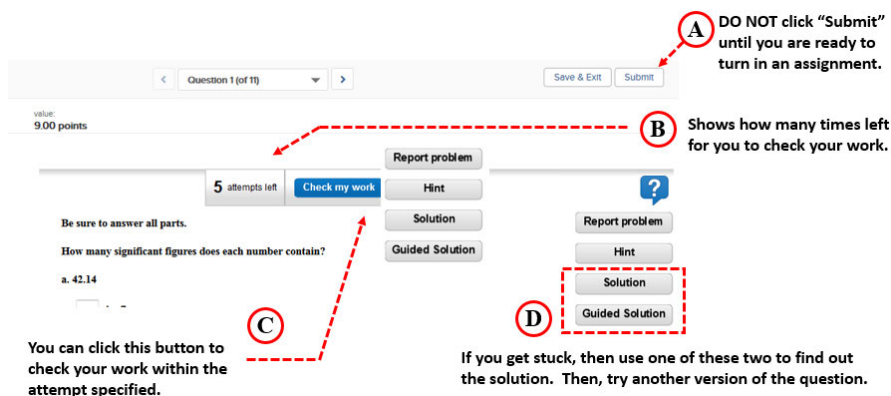 A
DO NOT click “Submit”
until you are ready to
turn in an assignment.
<
Question 1 (of 11)
>
Save & Exit
Submit
value:
9.00 points
B
Shows how many times left
for you to check your work.
Report problem
5 attempts left
Check my work
Hint
?
Solution
Report problem
Be sure to answer all parts.
Guided Solution
Hint
How many significant figures does each number contain?
a. 42.14
Solution
C
D
Guided Solution
You can click this button to
check your work within the
attempt specified.
If you get stuck, then use one of these two to find out
the solution. Then, try another version of the question.